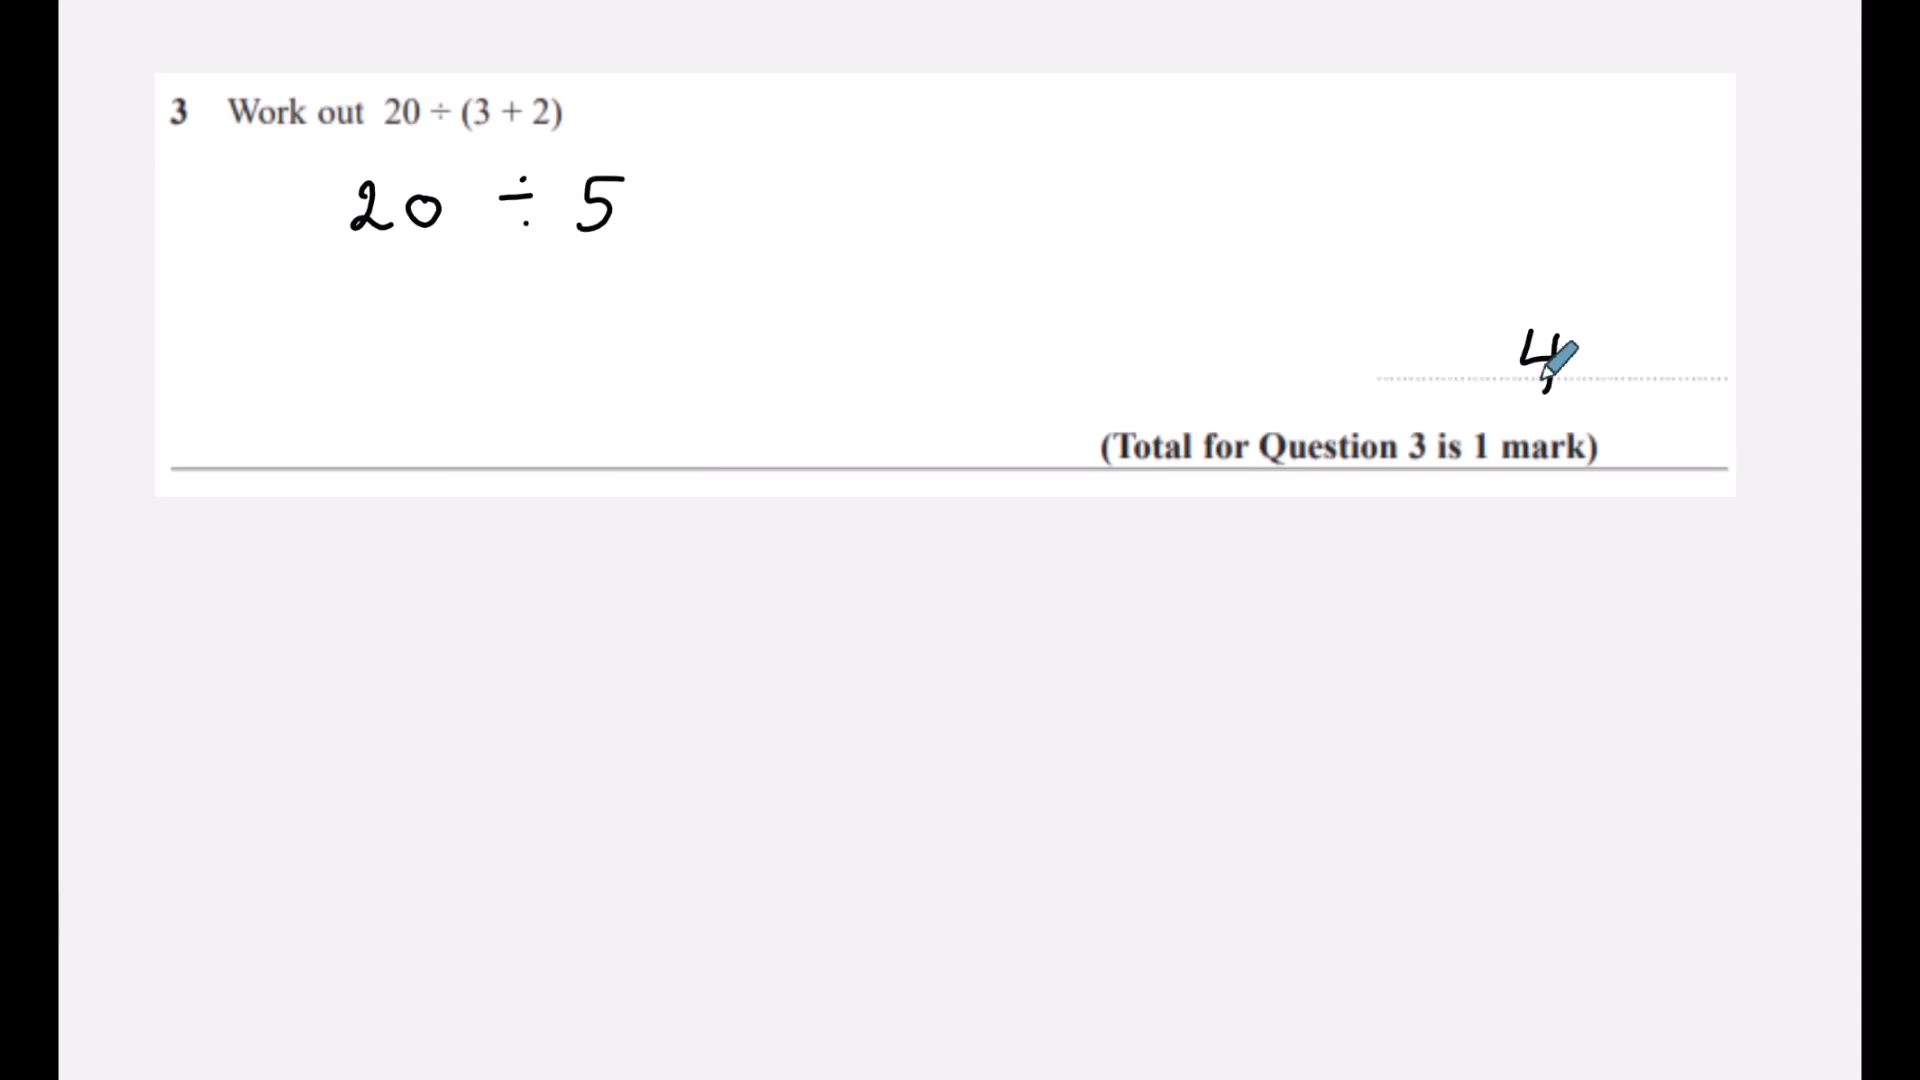 3 Work out 20 ÷ (3 + 2)
20 ÷ 5
4
(Total for Question 3 is 1 mark)